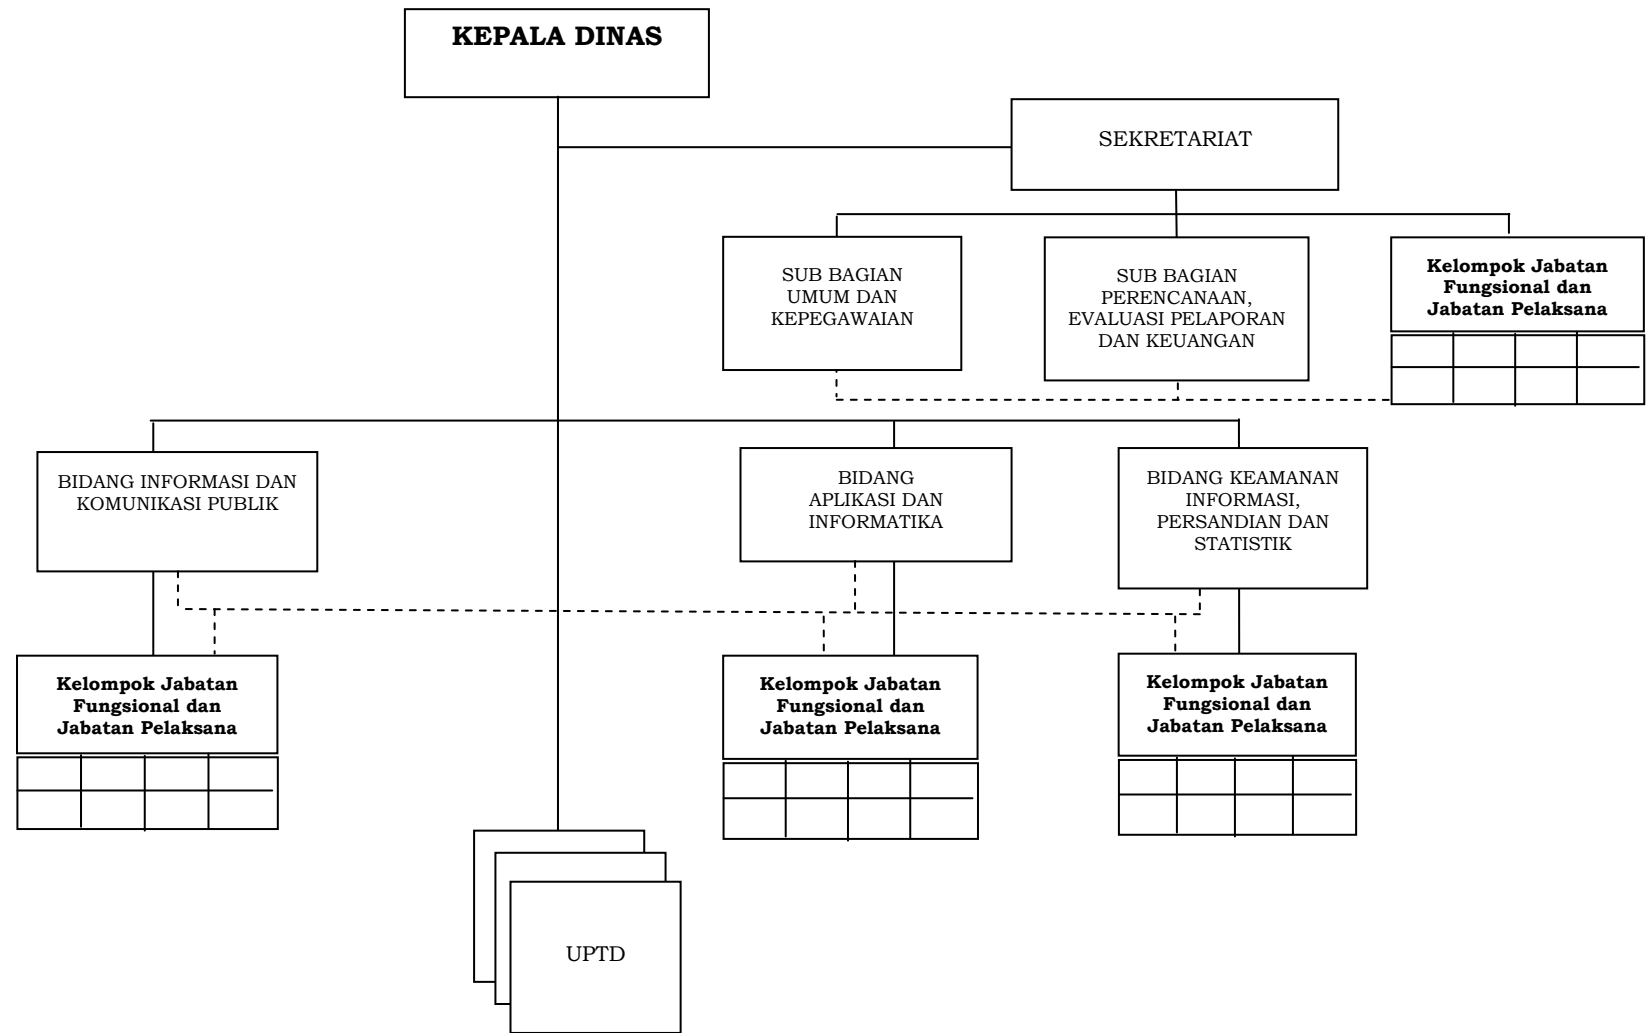 KEPALA DINAS
SEKRETARIAT
SUB BAGIAN
UMUM DAN
KEPEGAWAIAN
SUB BAGIAN
PERENCANAAN,
EVALUASI PELAPORAN
DAN KEUANGAN
Kelompok Jabatan
Fungsional dan
Jabatan Pelaksana
BIDANG INFORMASI DAN
KOMUNIKASI PUBLIK
BIDANG
APLIKASI DAN
INFORMATIKA
BIDANG KEAMANAN
INFORMASI,
PERSANDIAN DAN
STATISTIK
Kelompok Jabatan
Fungsional dan
Jabatan Pelaksana
Kelompok Jabatan
Fungsional dan
Jabatan Pelaksana
Kelompok Jabatan
Fungsional dan
Jabatan Pelaksana
UPTD